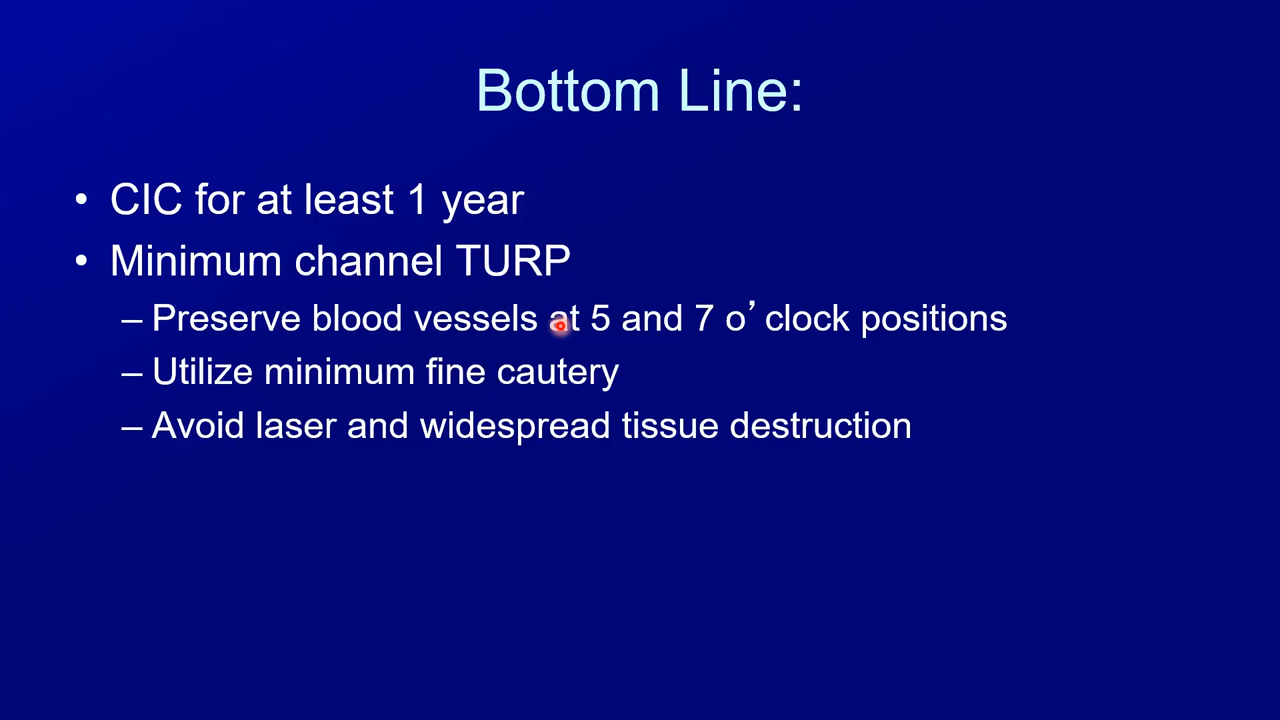 Bottom Line:
• CIC for at least 1 year
• Minimum channel TURP
– Preserve blood vessels at 5 and 7 o’clock positions
– Utilize minimum fine cautery
– Avoid laser and widespread tissue destruction